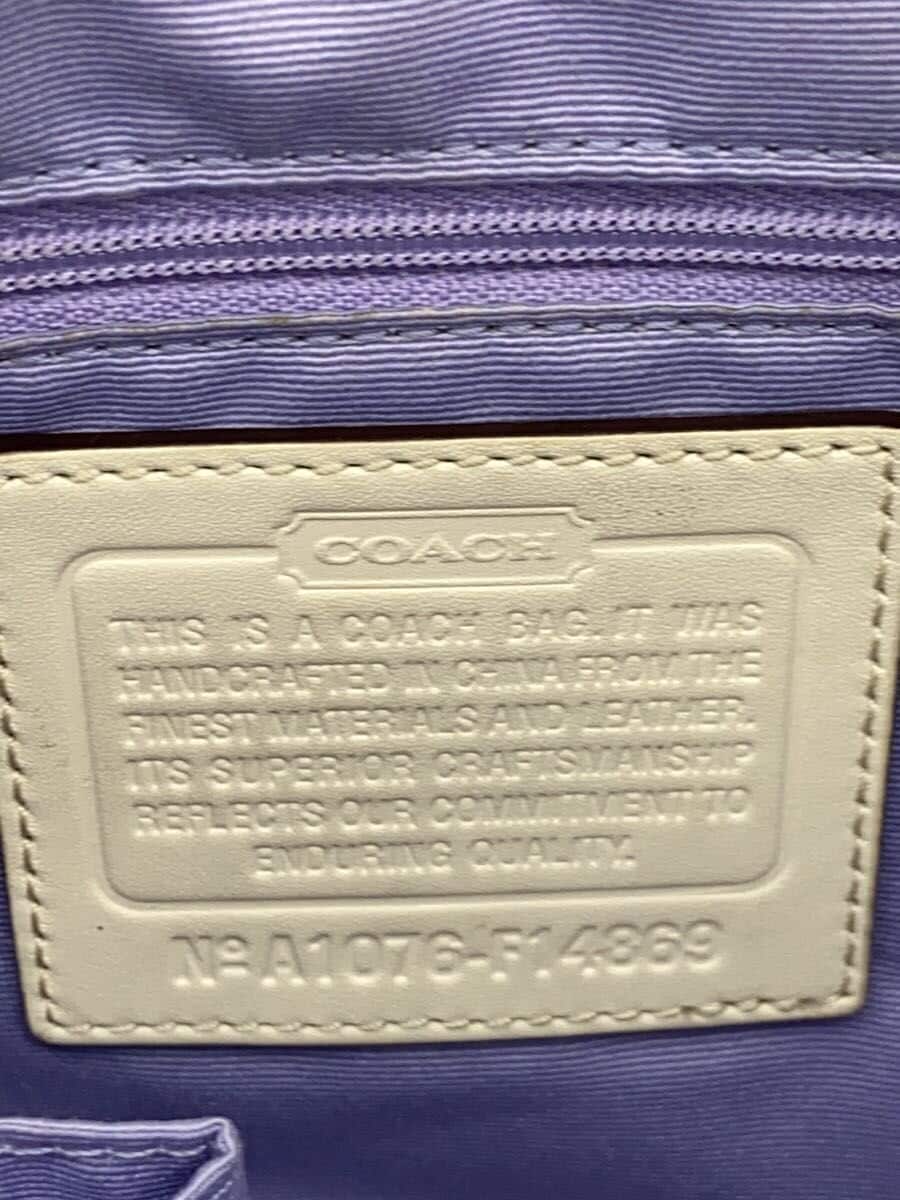 COACH
THIS IS A COACH BAG. IT WAS
HANDCRAFTED IN CHINA FROM THE
FINEST MATERIALS AND LEATHER.
ITS SUPERIOR CRAFTSMANSHIP
REFLECTS OUR COMMITMENT TO
ENDURING QUALITY.
Nº A1076-F14869